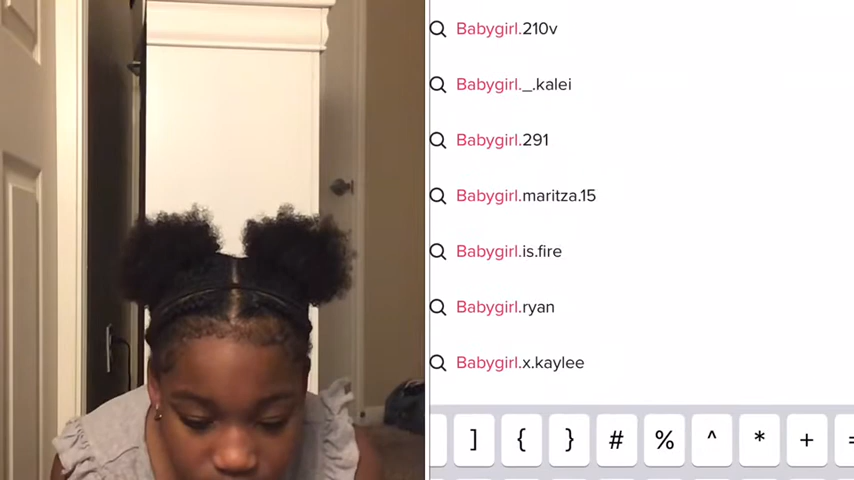 Babygirl.210v
Babygirl._.kalei
Babygirl.291
Babygirl.maritza.15
Babygirl.is.fire
Babygirl.ryan
Babygirl.x.kaylee
] { } # % ^ * + =